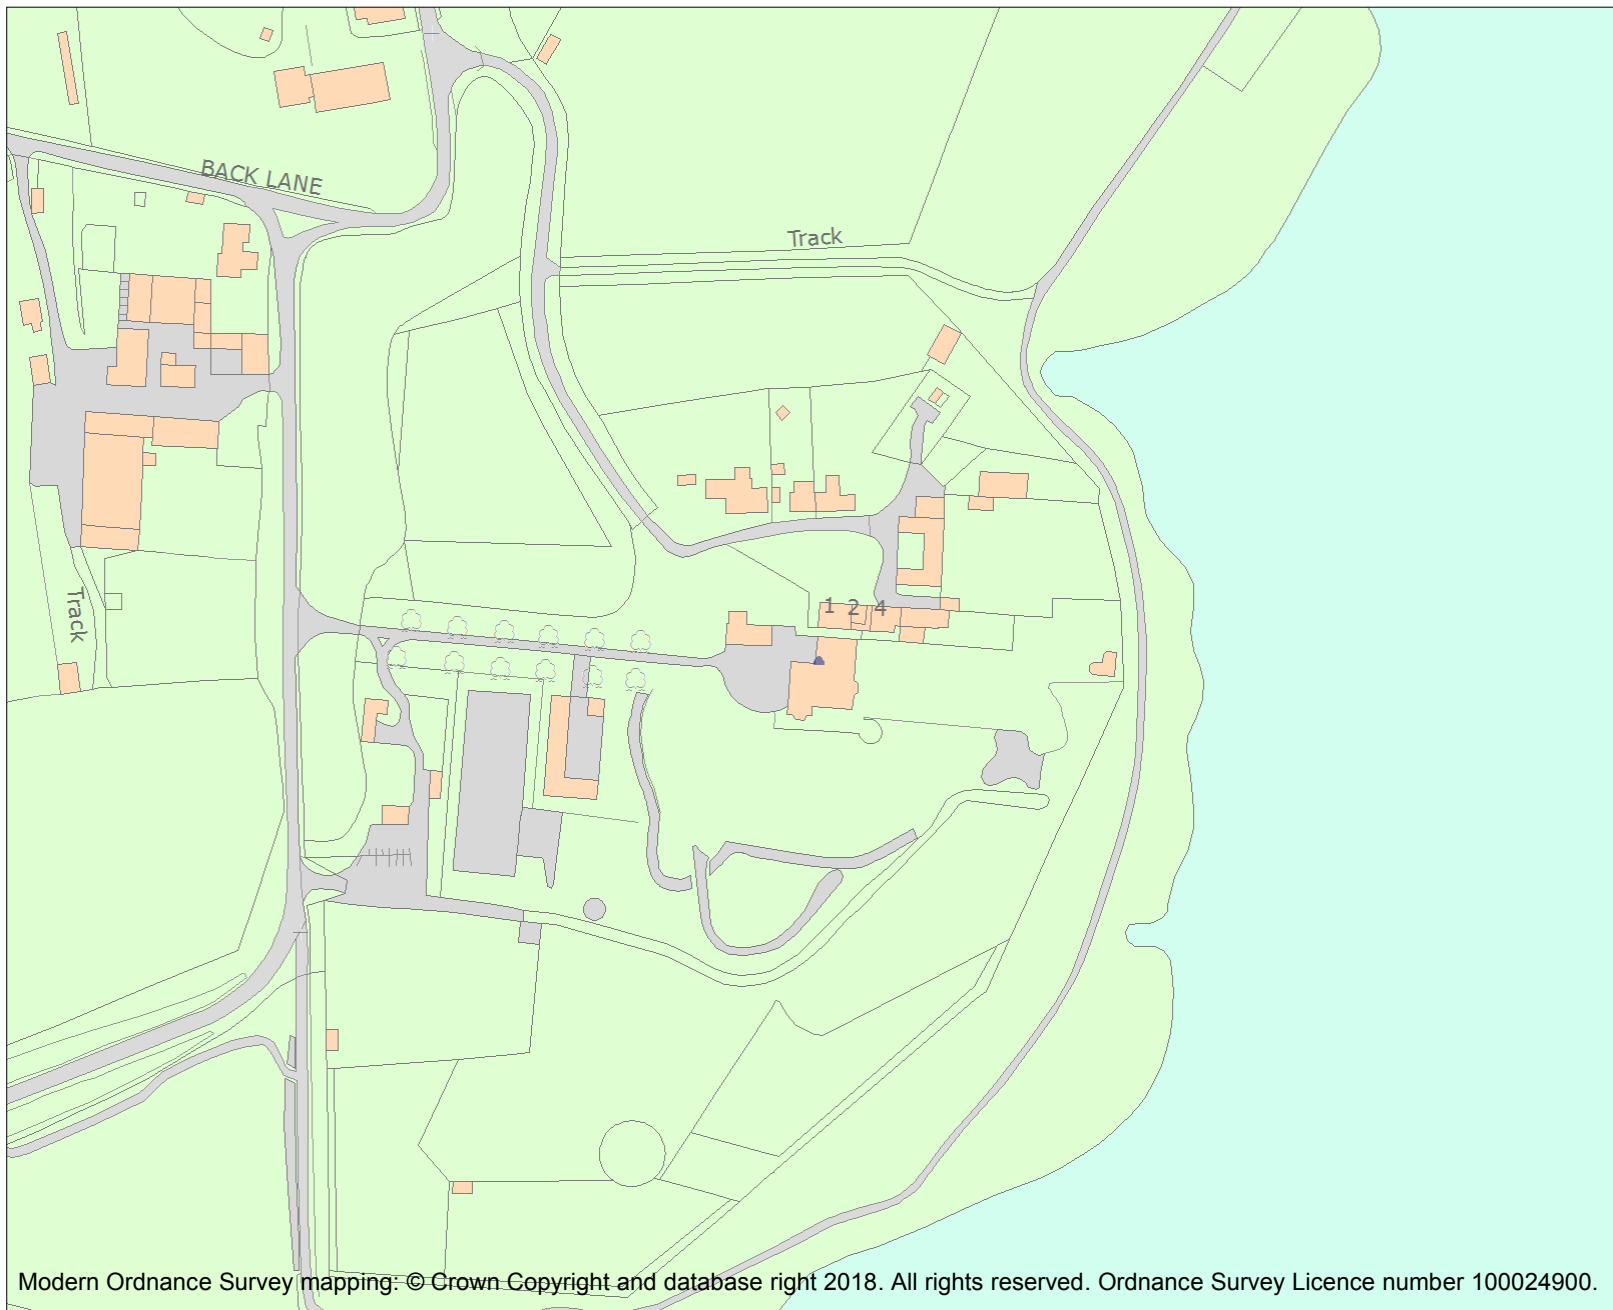 BACK LANE
Track
1 2 4
Track
Modern Ordnance Survey mapping: © Crown Copyright and database right 2018. All rights reserved. Ordnance Survey Licence number 100024900.